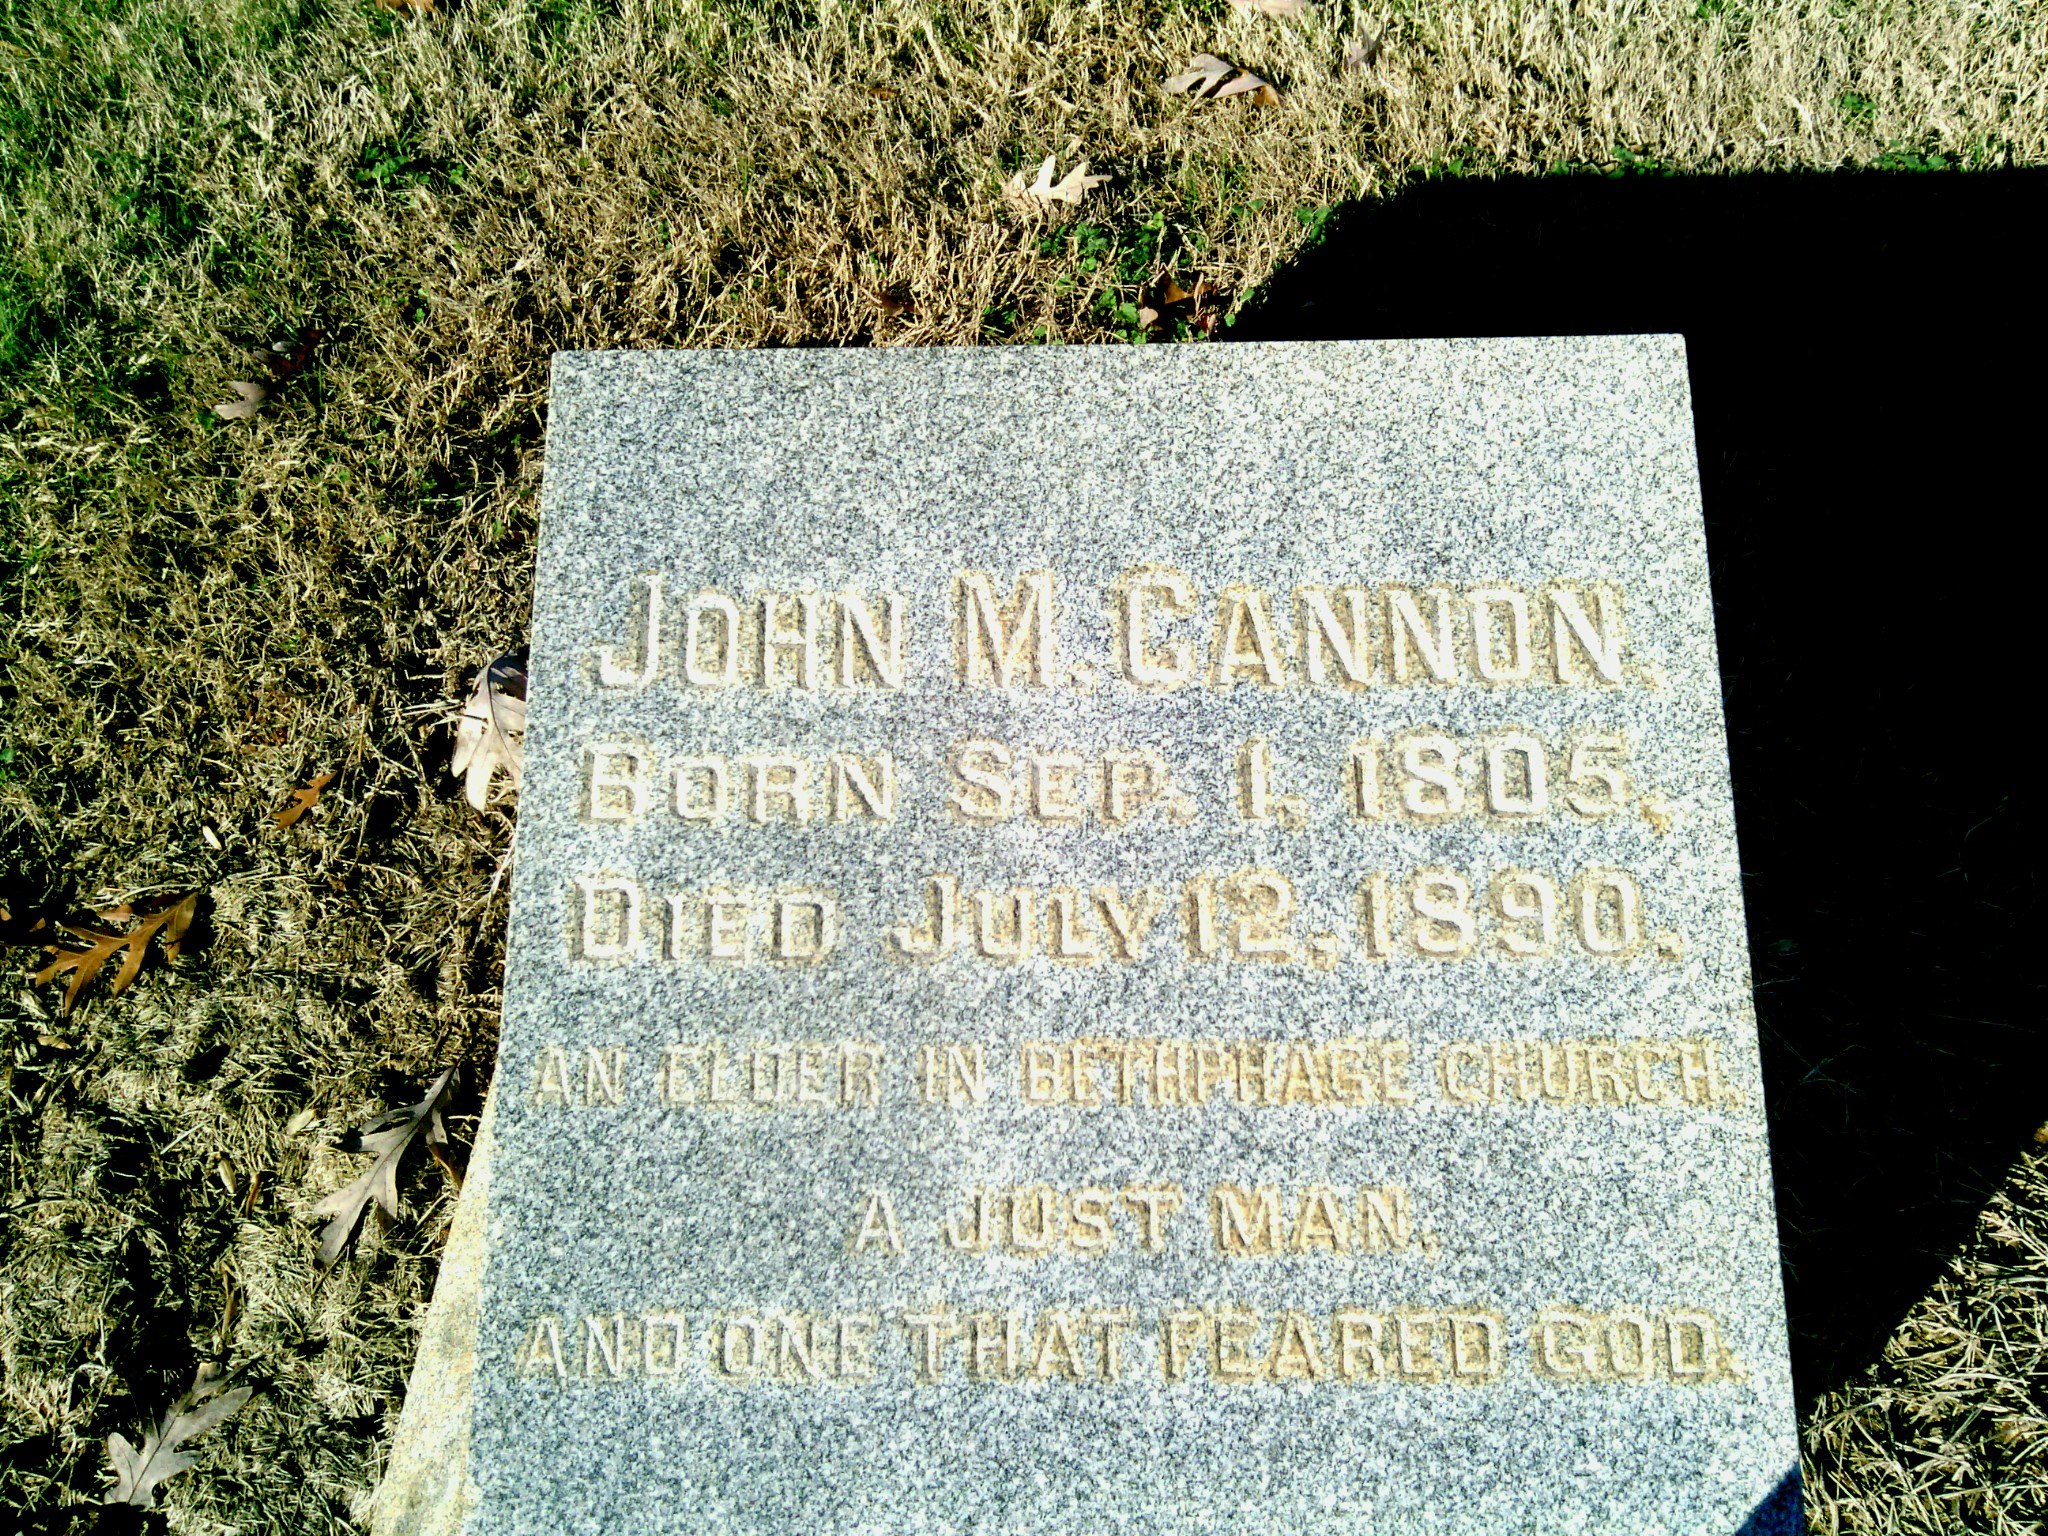 JOHN M. CANNON.
BORN SEP. 1, 1805,
DIED JULY 12, 1890.
AN ELDER IN BETHPHAGE CHURCH,
A JUST MAN,
AND ONE THAT FEARED GOD.